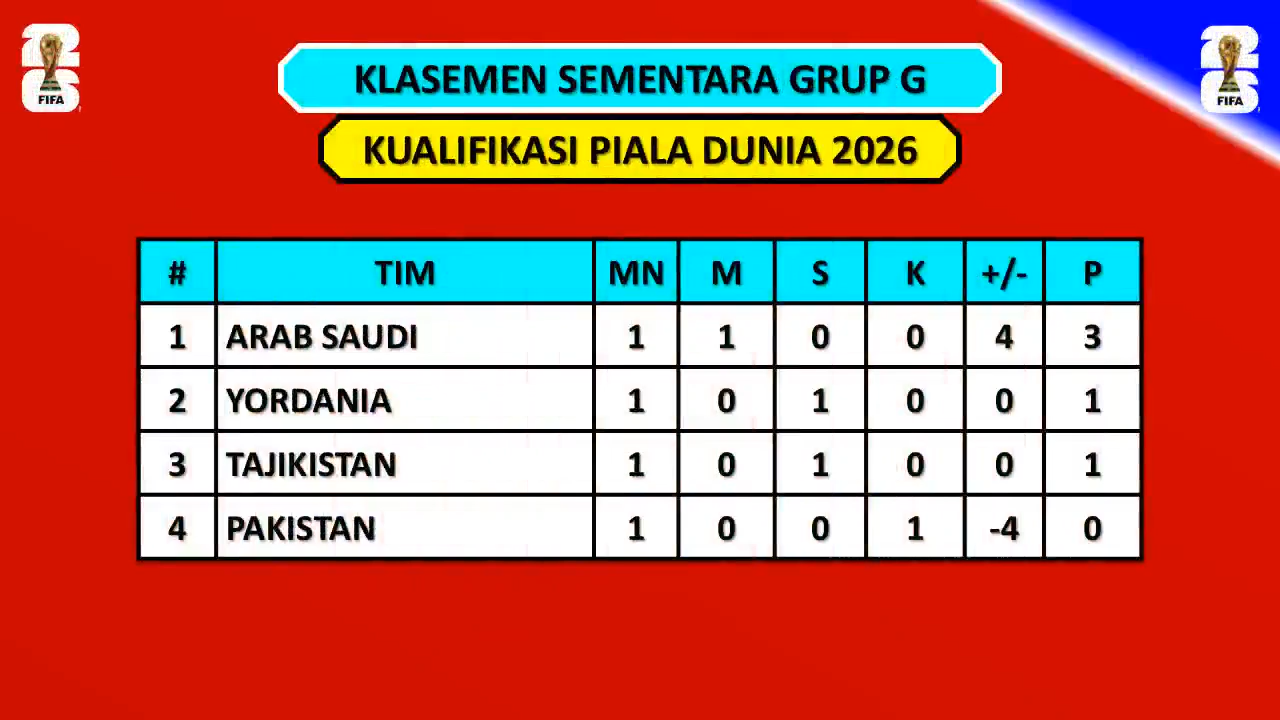 FIFA
FIFA
KLASEMEN SEMENTARA GRUP G
KUALIFIKASI PIALA DUNIA 2026
# TIM MN M S K +/- P
1 ARAB SAUDI 1 1 0 0 4 3
2 YORDANIA 1 0 1 0 0 1
3 TAJIKISTAN 1 0 1 0 0 1
4 PAKISTAN 1 0 0 1 -4 0